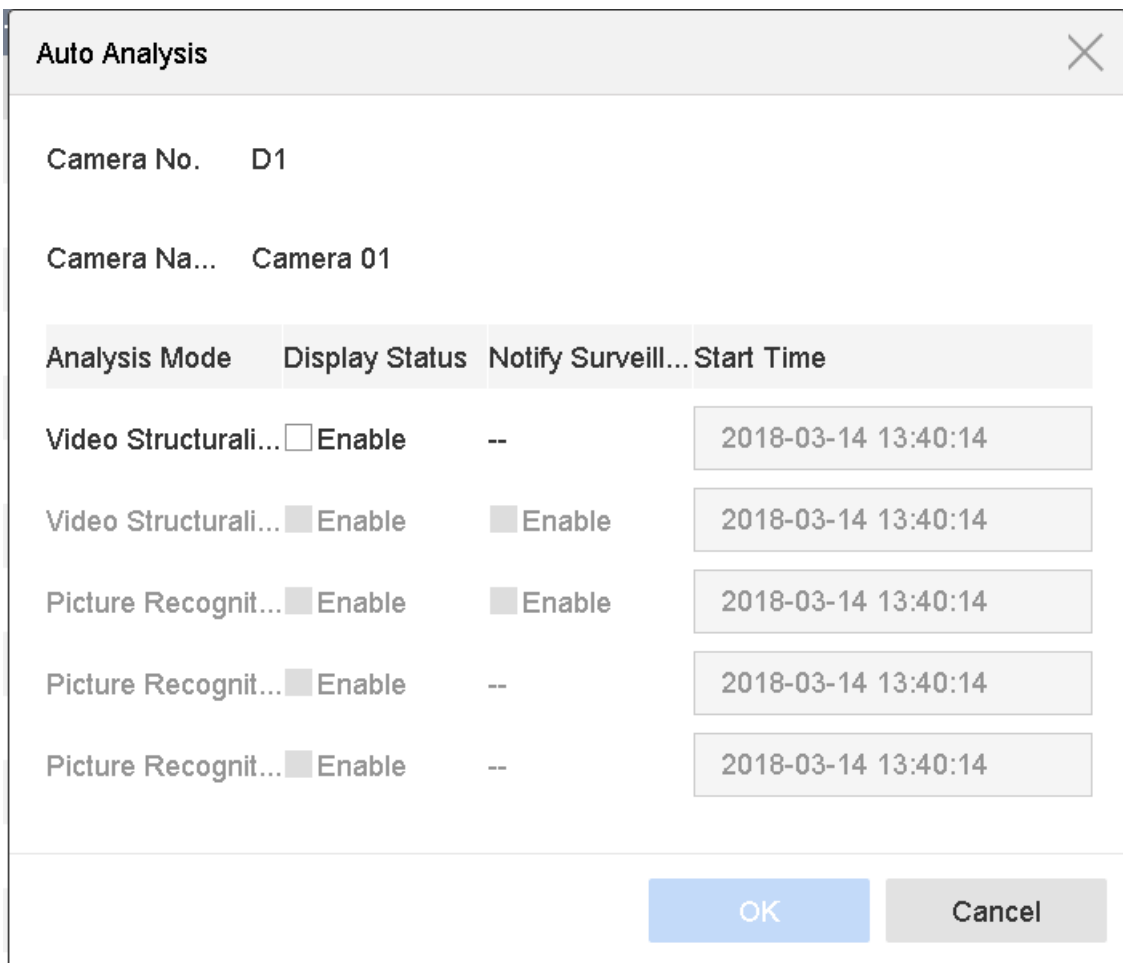 Auto Analysis
Camera No. D1
Camera Na... Camera 01
Analysis Mode Display Status Notify Surveill... Start Time
Video Structurali... Enable -- 2018-03-14 13:40:14
Video Structurali... Enable Enable 2018-03-14 13:40:14
Picture Recognit... Enable Enable 2018-03-14 13:40:14
Picture Recognit... Enable -- 2018-03-14 13:40:14
Picture Recognit... Enable -- 2018-03-14 13:40:14
OK Cancel